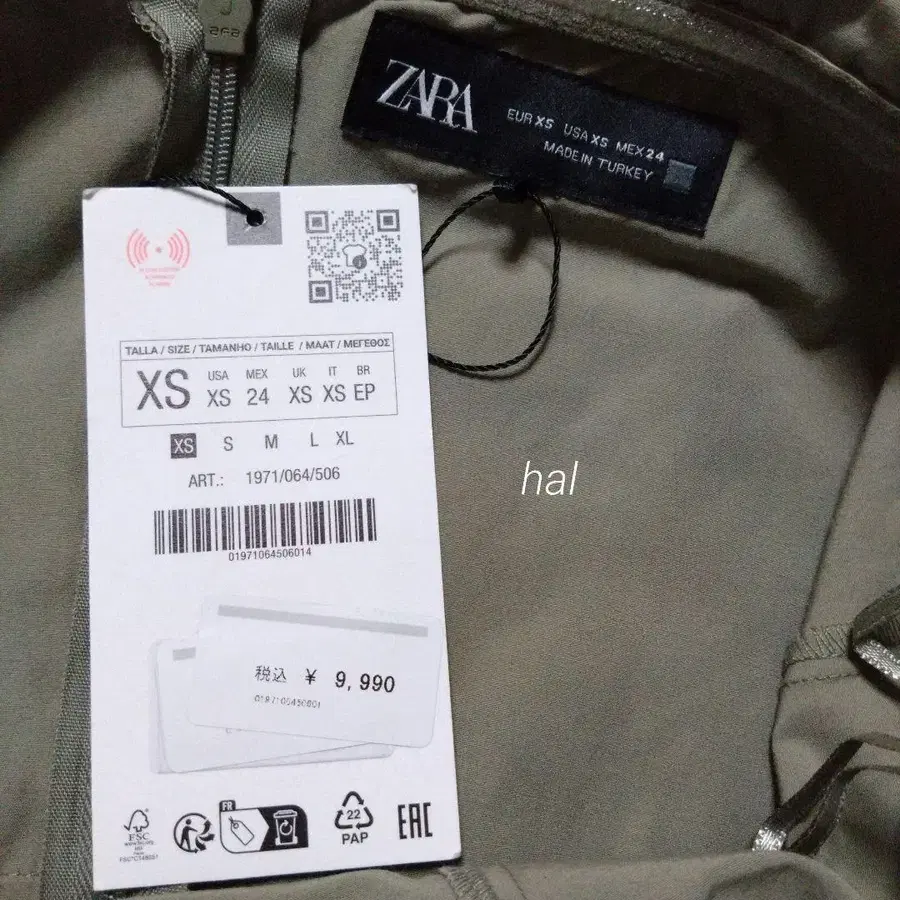 ZARA
EUR XS USA XS MEX 24
MADE IN TURKEY
TALLA / SIZE / TAMANHO / TAILLE / MAAT / ΜΕΓΕΘΟΣ
XS
USA MEX UK IT BR
XS 24 XS XS EP
XS S M L XL
ART.: 1971/064/506
01971064506014
hal
税込 ¥ 9,990
FSC
FR
22
PAP
EAC